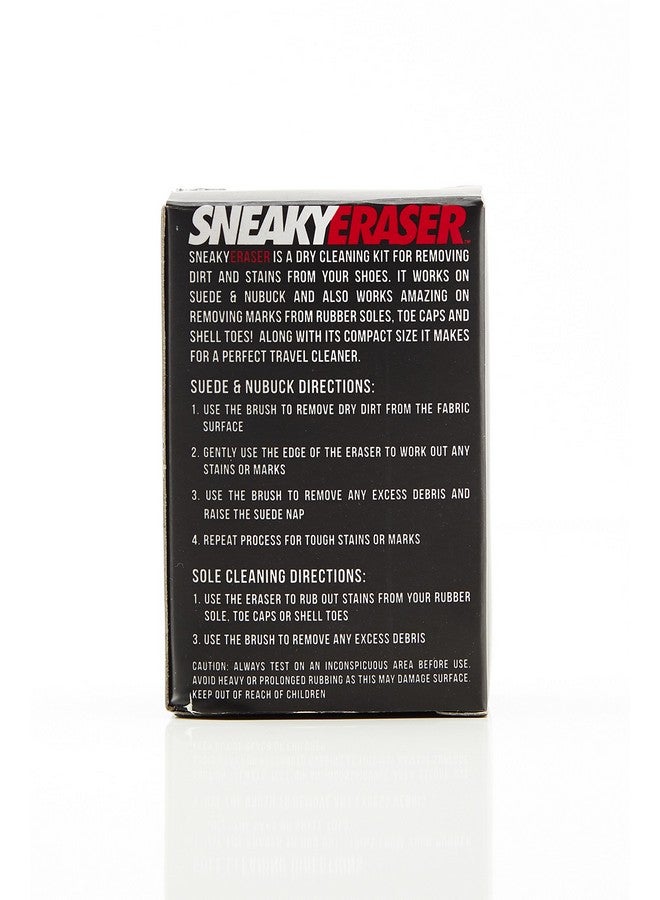 SNEAKYERASER™
SNEAKYERASER IS A DRY CLEANING KIT FOR REMOVING
DIRT AND STAINS FROM YOUR SHOES. IT WORKS ON
SUEDE & NUBUCK AND ALSO WORKS AMAZING ON
REMOVING MARKS FROM RUBBER SOLES, TOE CAPS AND
SHELL TOES! ALONG WITH ITS COMPACT SIZE IT MAKES
FOR A PERFECT TRAVEL CLEANER.
SUEDE & NUBUCK DIRECTIONS:
1. USE THE BRUSH TO REMOVE DRY DIRT FROM THE FABRIC
SURFACE
2. GENTLY USE THE EDGE OF THE ERASER TO WORK OUT ANY
STAINS OR MARKS
3. USE THE BRUSH TO REMOVE ANY EXCESS DEBRIS AND
RAISE THE SUEDE NAP
4. REPEAT PROCESS FOR TOUGH STAINS OR MARKS
SOLE CLEANING DIRECTIONS:
1. USE THE ERASER TO RUB OUT STAINS FROM YOUR RUBBER
SOLE, TOE CAPS OR SHELL TOES
3. USE THE BRUSH TO REMOVE ANY EXCESS DEBRIS
CAUTION: ALWAYS TEST ON AN INCONSPICUOUS AREA BEFORE USE.
AVOID HEAVY OR PROLONGED RUBBING AS THIS MAY DAMAGE SURFACE.
KEEP OUT OF REACH OF CHILDREN